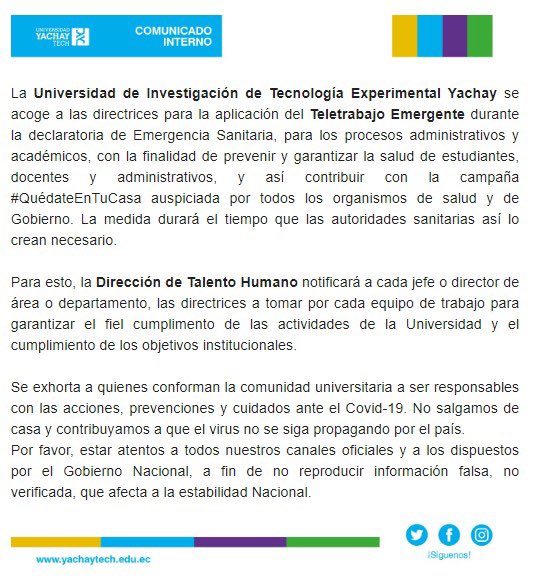 UNIVERSIDAD
YACHAY
TECH
COMUNICADO
INTERNO
La Universidad de Investigación de Tecnología Experimental Yachay se
acoge a las directrices para la aplicación del Teletrabajo Emergente durante
la declaratoria de Emergencia Sanitaria, para los procesos administrativos y
académicos, con la finalidad de prevenir y garantizar la salud de estudiantes,
docentes y administrativos, y así contribuir con la campaña
#QuédateEnTuCasa auspiciada por todos los organismos de salud y de
Gobierno. La medida durará el tiempo que las autoridades sanitarias así lo
crean necesario.
Para esto, la Dirección de Talento Humano notificará a cada jefe o director de
área o departamento, las directrices a tomar por cada equipo de trabajo para
garantizar el fiel cumplimento de las actividades de la Universidad y el
cumplimiento de los objetivos institucionales.
Se exhorta a quienes conforman la comunidad universitaria a ser responsables
con las acciones, prevenciones y cuidados ante el Covid-19. No salgamos de
casa y contribuyamos a que el virus no se siga propagando por el país.
Por favor, estar atentos a todos nuestros canales oficiales y a los dispuestos
por el Gobierno Nacional, a fin de no reproducir información falsa, no
verificada, que afecta a la estabilidad Nacional.
www.yachaytech.edu.ec
¡Síguenos!